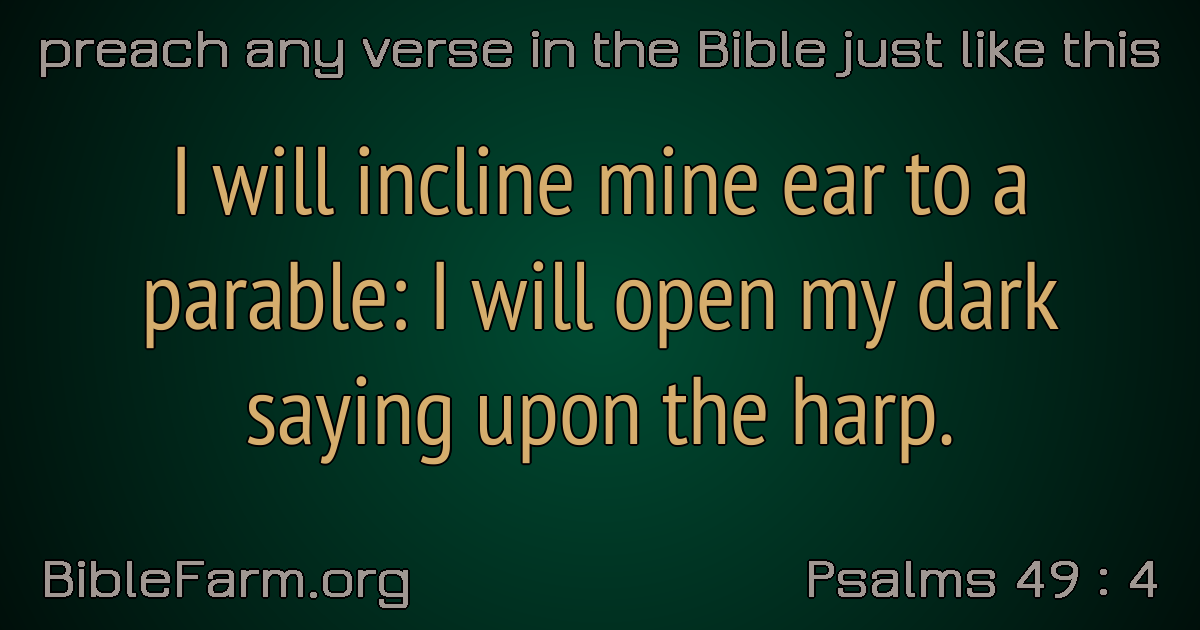 preach any verse in the Bible just like this
I will incline mine ear to a
parable: I will open my dark
saying upon the harp.
BibleFarm.org
Psalms 49 : 4